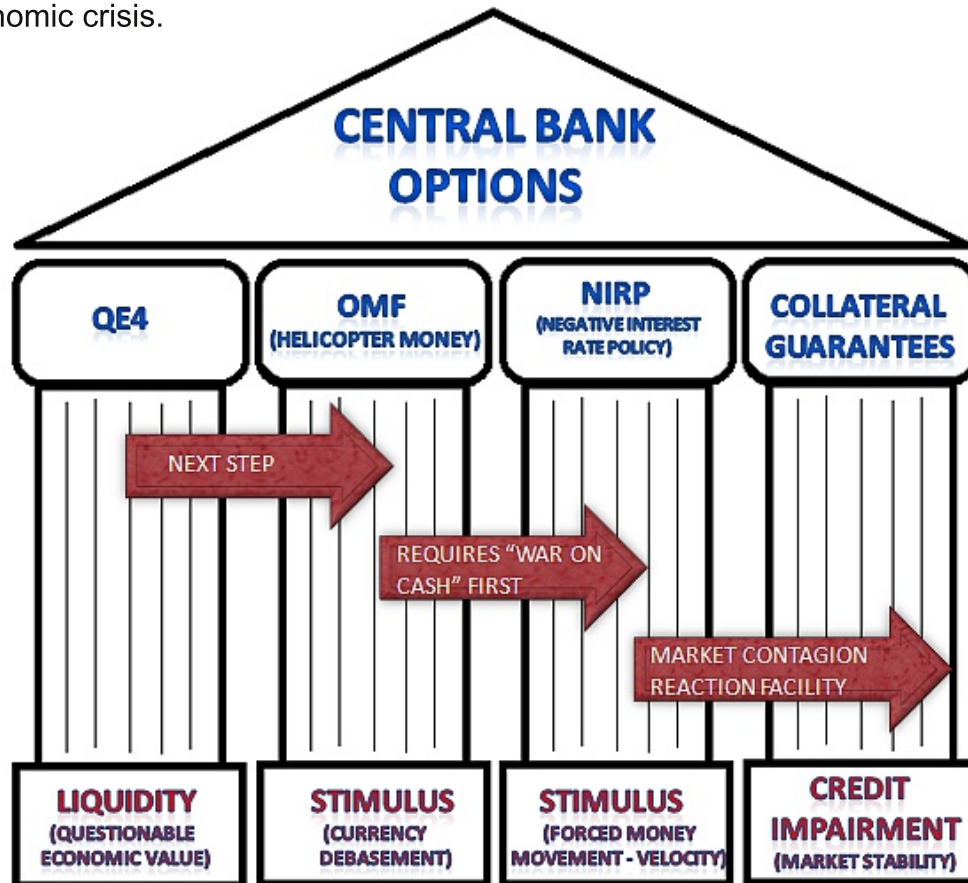 nomic crisis.
CENTRAL BANK
OPTIONS
QE4
OMF
(HELICOPTER MONEY)
NIRP
(NEGATIVE INTEREST
RATE POLICY)
COLLATERAL
GUARANTEES
NEXT STEP
REQUIRES “WAR ON
CASH” FIRST
MARKET CONTAGION
REACTION FACILITY
LIQUIDITY
(QUESTIONABLE
ECONOMIC VALUE)
STIMULUS
(CURRENCY
DEBASEMENT)
STIMULUS
(FORCED MONEY
MOVEMENT - VELOCITY)
CREDIT
IMPAIRMENT
(MARKET STABILITY)